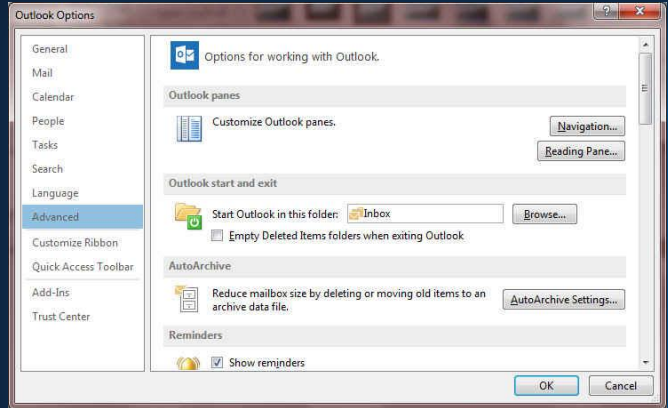 Outlook Options
General
Mail
Calendar
People
Tasks
Search
Language
Advanced
Customize Ribbon
Quick Access Toolbar
Add-Ins
Trust Center
Options for working with Outlook.
Outlook panes
Customize Outlook panes.
Navigation...
Reading Pane...
Outlook start and exit
Start Outlook in this folder: Inbox Browse...
Empty Deleted Items folders when exiting Outlook
AutoArchive
Reduce mailbox size by deleting or moving old items to an AutoArchive Settings...
archive data file.
Reminders
Show reminders
OK Cancel